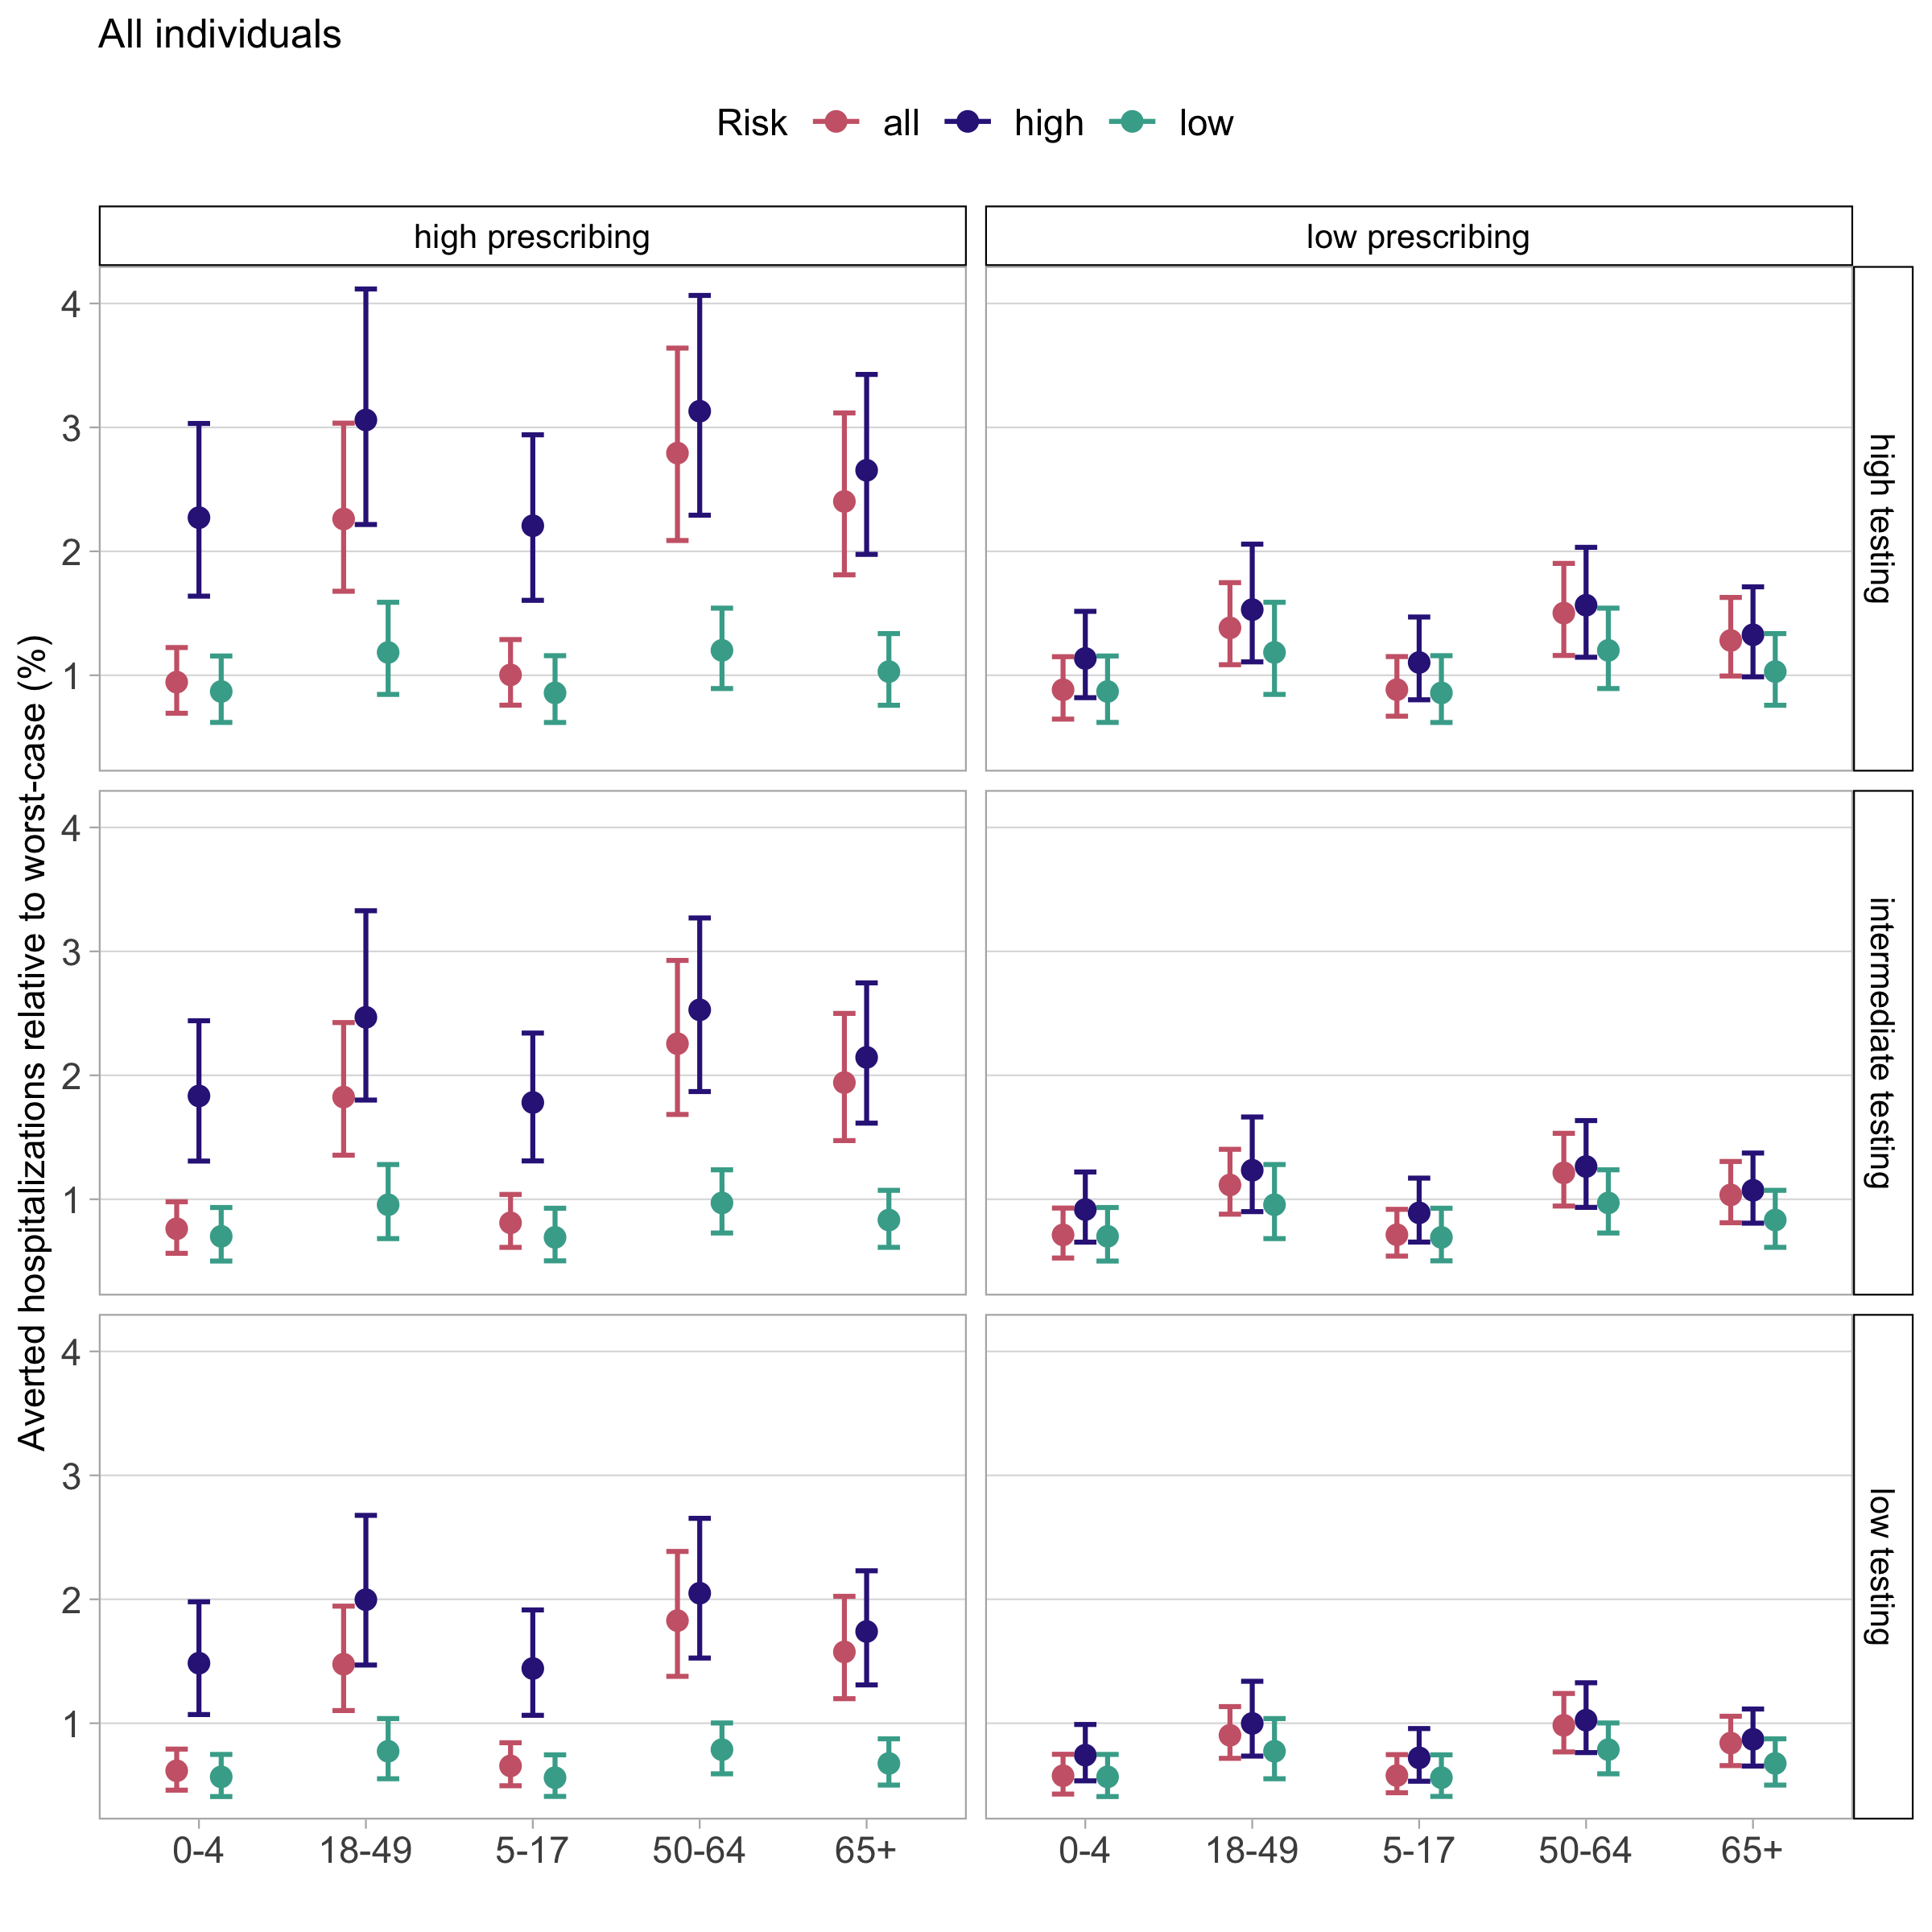 All individuals
Risk all high low
high prescribing low prescribing
Averted hospitalizations relative to worst-case (%)
4
3
2
1
high testing
4
3
2
1
intermediate testing
4
3
2
1
low testing
0-4 18-49 5-17 50-64 65+ 0-4 18-49 5-17 50-64 65+